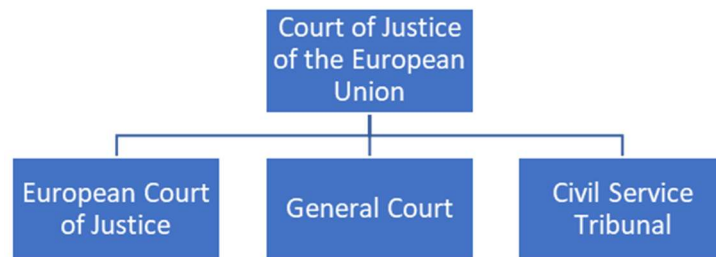 Court of Justice
of the European
Union
European Court
of Justice
General Court
Civil Service
Tribunal